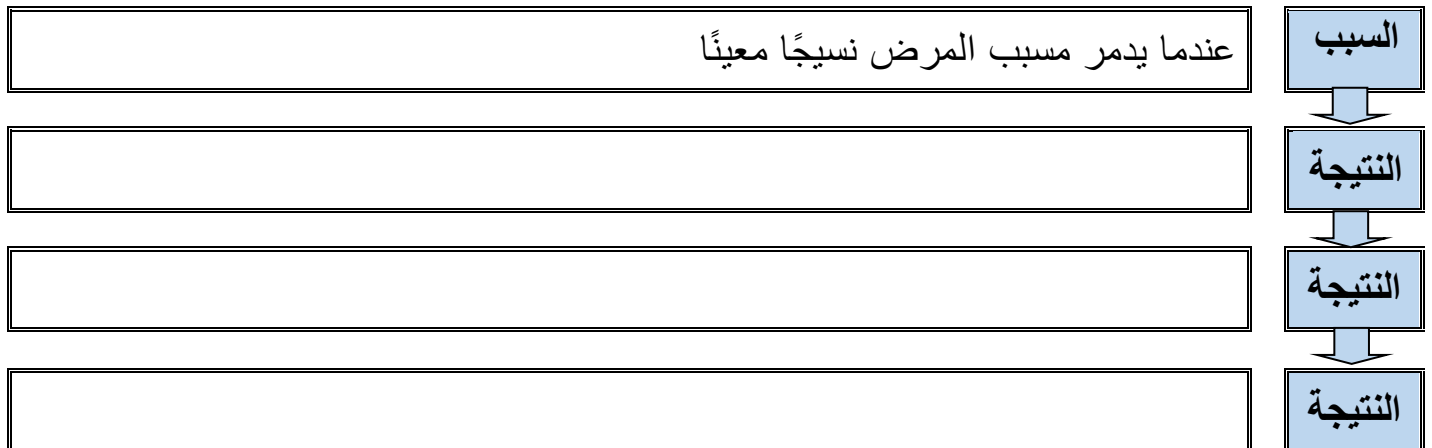 السبب
عندما يدمر مسبب المرض نسيجًا معينًا
النتيجة
النتيجة
النتيجة